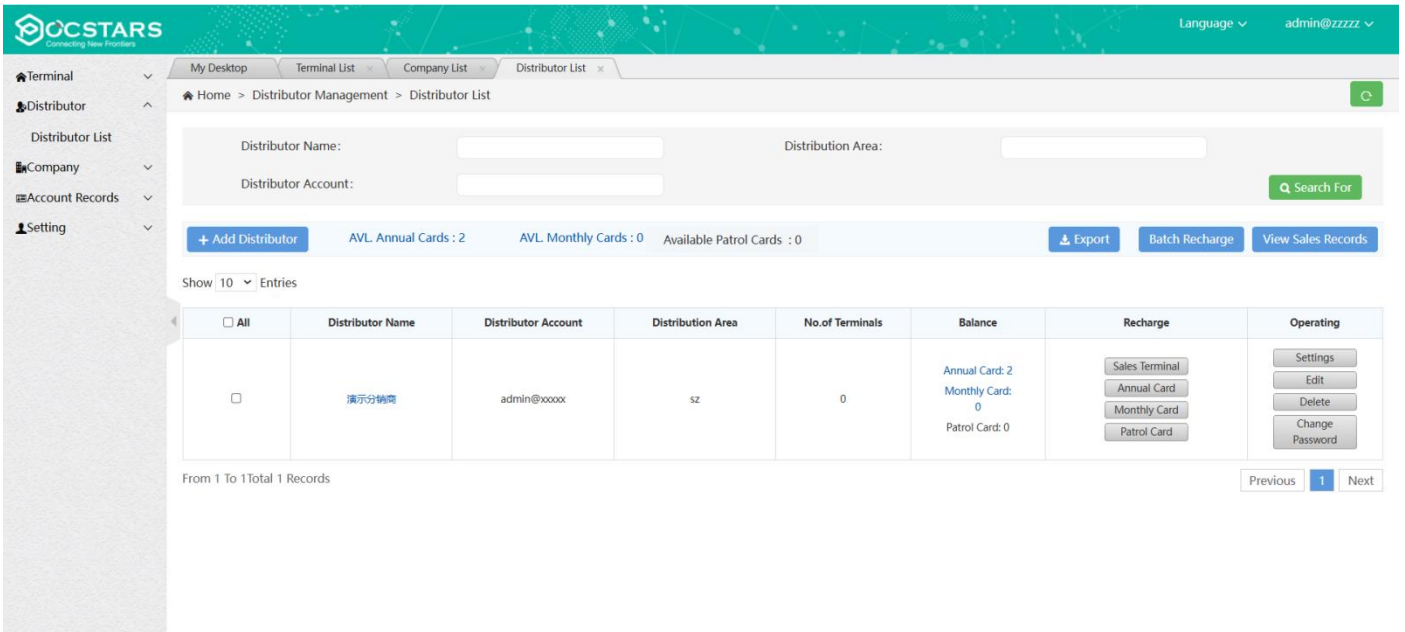 POCSTARS
Connecting New Frontiers
Language
admin@zzzzz
Terminal
Distributor
Distributor List
Company
Account Records
Setting
My Desktop
Terminal List
Company List
Distributor List
Home > Distributor Management > Distributor List
Distributor Name:
Distribution Area:
Distributor Account:
Search For
+ Add Distributor
AVL. Annual Cards : 2
AVL. Monthly Cards : 0
Available Patrol Cards : 0
Export
Batch Recharge
View Sales Records
Show 10 Entries
All
Distributor Name
Distributor Account
Distribution Area
No.of Terminals
Balance
Recharge
Operating
演示分销商
admin@xxxxx
sz
0
Annual Card: 2
Monthly Card:
0
Patrol Card: 0
Sales Terminal
Annual Card
Monthly Card
Patrol Card
Settings
Edit
Delete
Change
Password
From 1 To 1Total 1 Records
Previous
1
Next